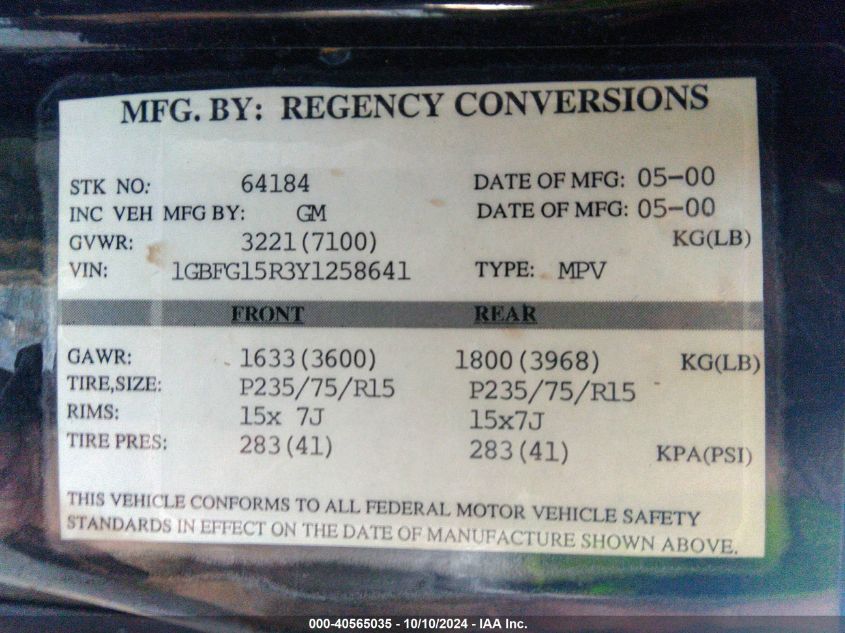 MFG. BY: REGENCY CONVERSIONS
STK NO.: 64184 DATE OF MFG: 05-00
INC VEH MFG BY: GM DATE OF MFG: 05-00
GVWR: 3221(7100) KG(LB)
VIN: 1GBFG15R3Y1258641 TYPE: MPV
FRONT REAR
GAWR: 1633(3600) 1800(3968) KG(LB)
TIRE,SIZE: P235/75/R15 P235/75/R15
RIMS: 15x 7J 15x7J
TIRE PRES: 283(41) 283(41) KPA(PSI)
THIS VEHICLE CONFORMS TO ALL FEDERAL MOTOR VEHICLE SAFETY
STANDARDS IN EFFECT ON THE DATE OF MANUFACTURE SHOWN ABOVE.
000-40565035 - 10/10/2024 - IAA Inc.